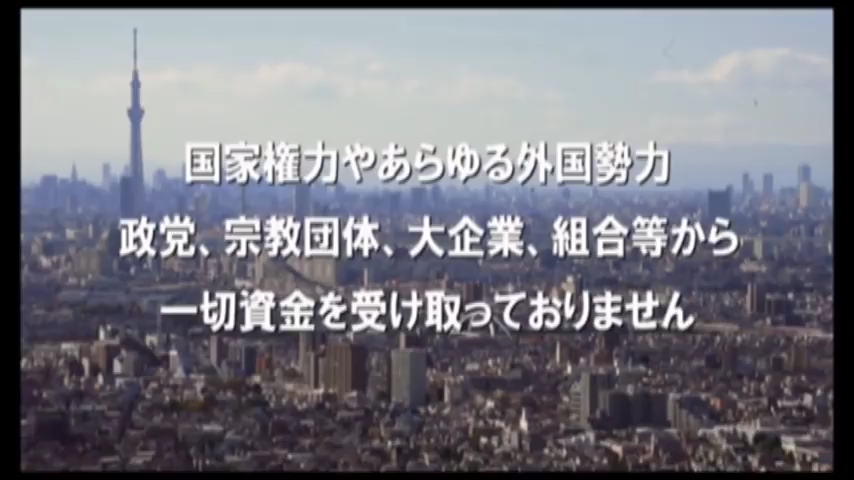 国家権力やあらゆる外国勢力
政党、宗教団体、大企業、組合等から
一切資金を受け取っておりません